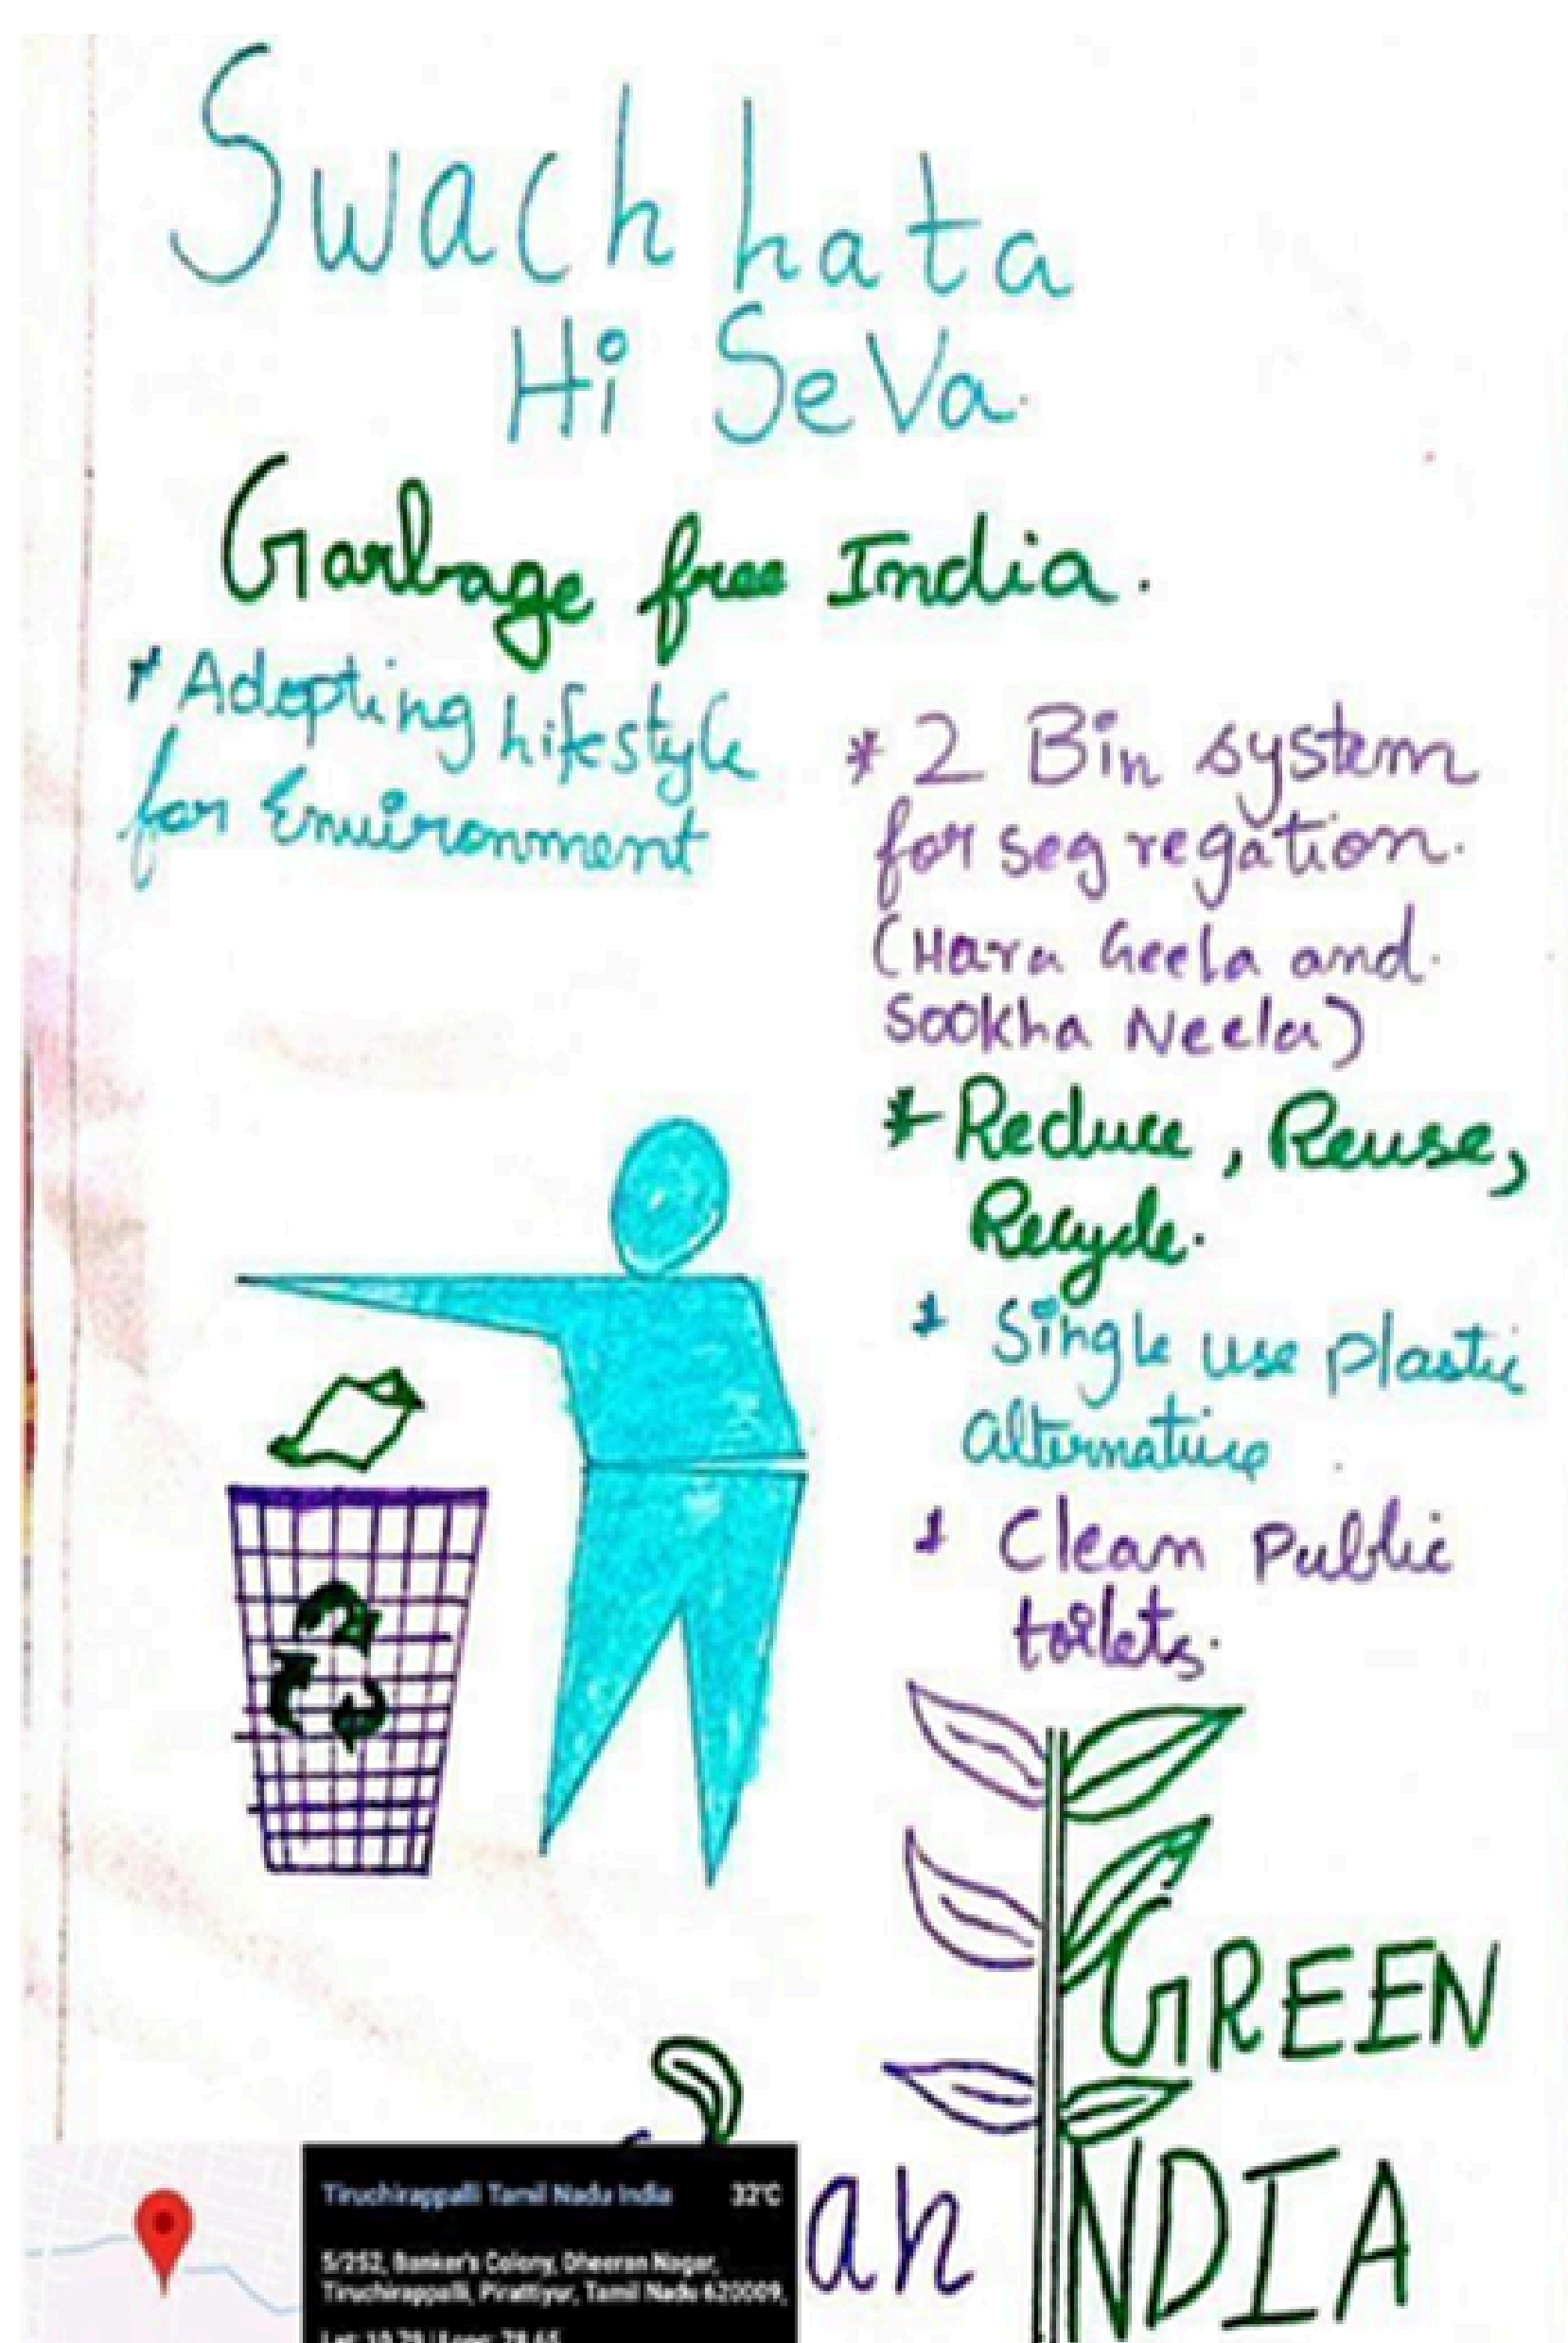 Swachhata
Hi Seva.
Garbage free India.
* Adopting Lifestyle
for Environment
* 2 Bin system
for segregation.
(Hara Geela and
Sookha Neela)
* Reduce, Reuse,
Recycle.
* Single use plastic
alternative
* Clean Public
toilets.
GREEN
an INDIA
Tiruchirappalli Tamil Nadu India 32°C
5/252, Banker's Colony, Dheeran Nagar,
Tiruchirappalli, Pirattiyur, Tamil Nadu 620009,